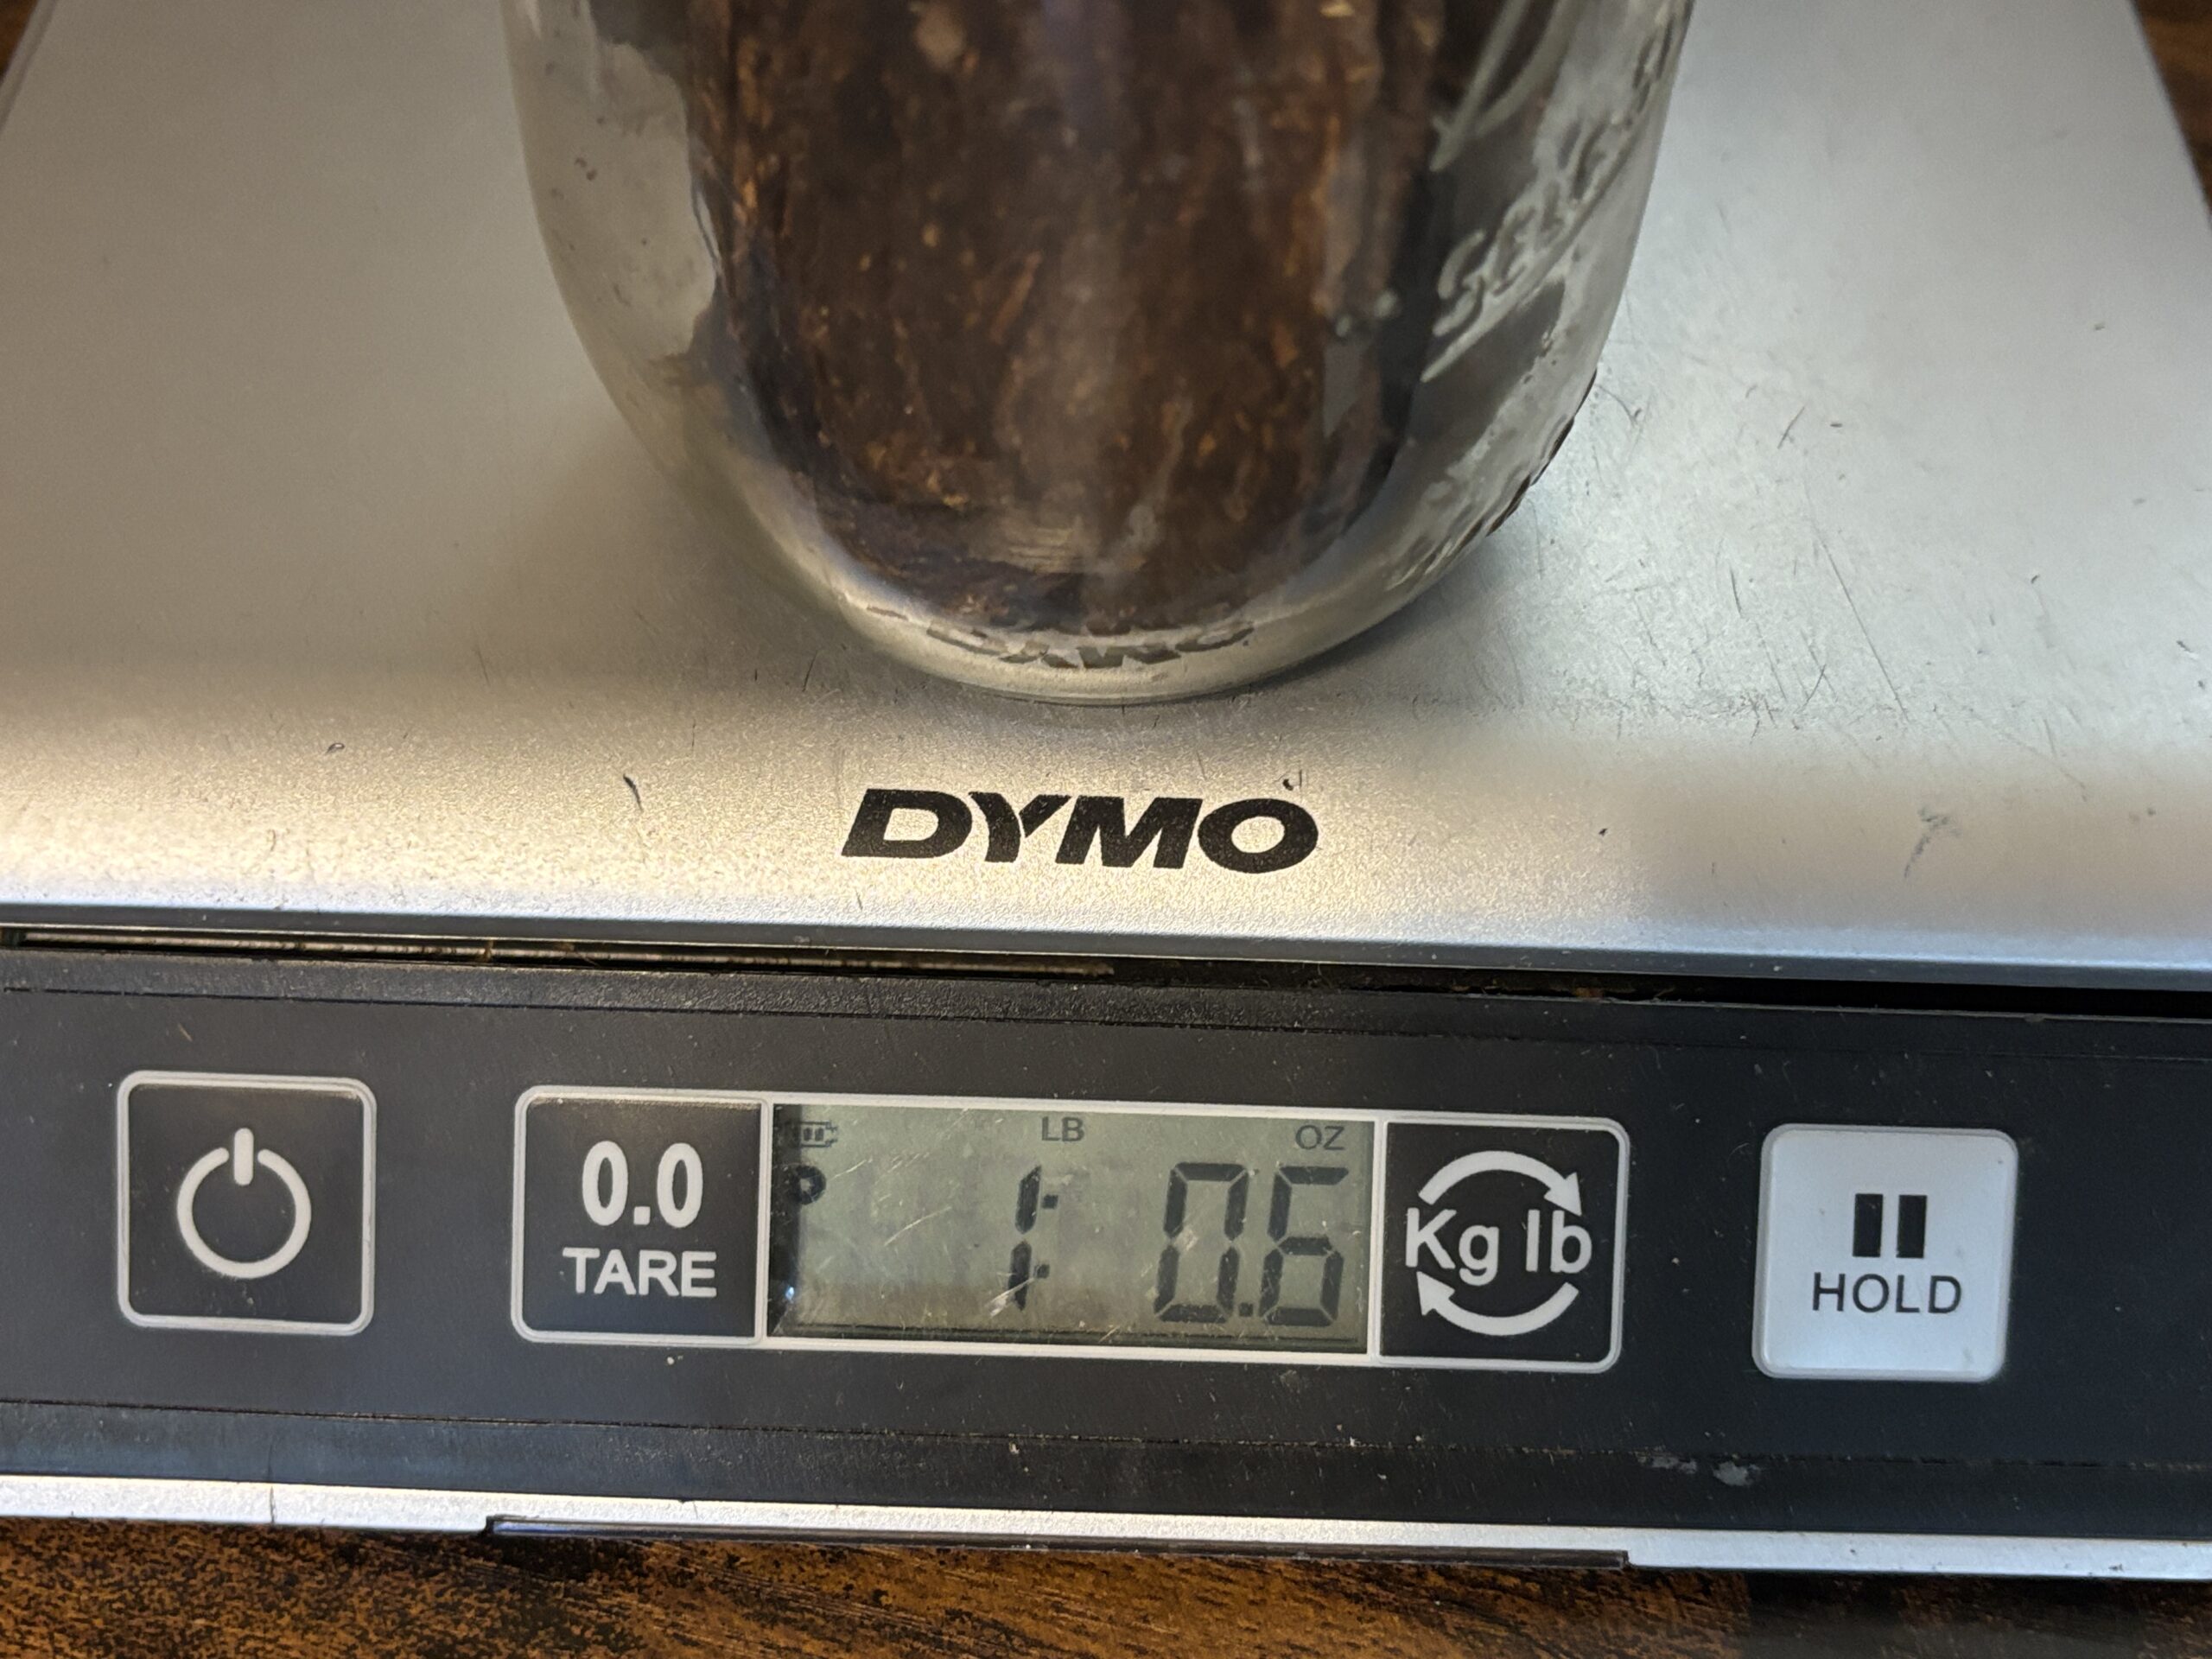 DYMO
LB OZ
0.0 1: 0.6 Kg lb
TARE
HOLD